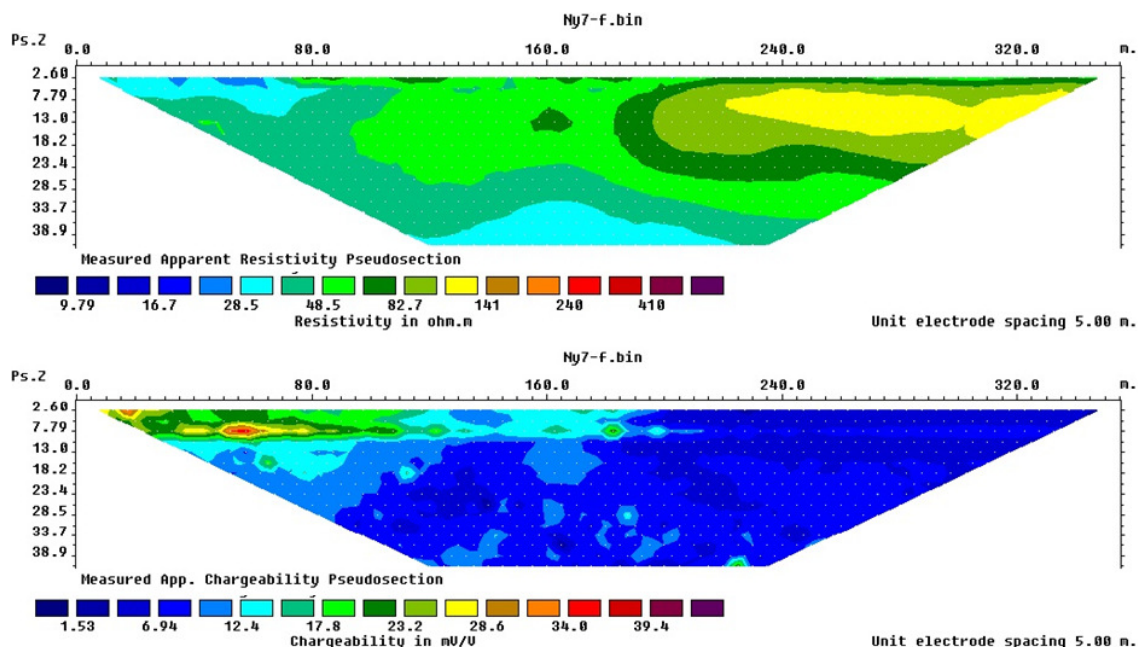 Ny7-f.bin
Ps.Z 0.0 80.0 160.0 240.0 320.0 m.
2.60
7.79
13.0
18.2
23.4
28.5
33.7
38.9
Measured Apparent Resistivity Pseudosection
9.79 16.7 28.5 48.5 82.7 141 240 410
Resistivity in ohm.m Unit electrode spacing 5.00 m.
Ny7-f.bin
Ps.Z 0.0 80.0 160.0 240.0 320.0 m.
2.60
7.79
13.0
18.2
23.4
28.5
33.7
38.9
Measured App. Chargeability Pseudosection
1.53 6.94 12.4 17.8 23.2 28.6 34.0 39.4
Chargeability in mV/V Unit electrode spacing 5.00 m.